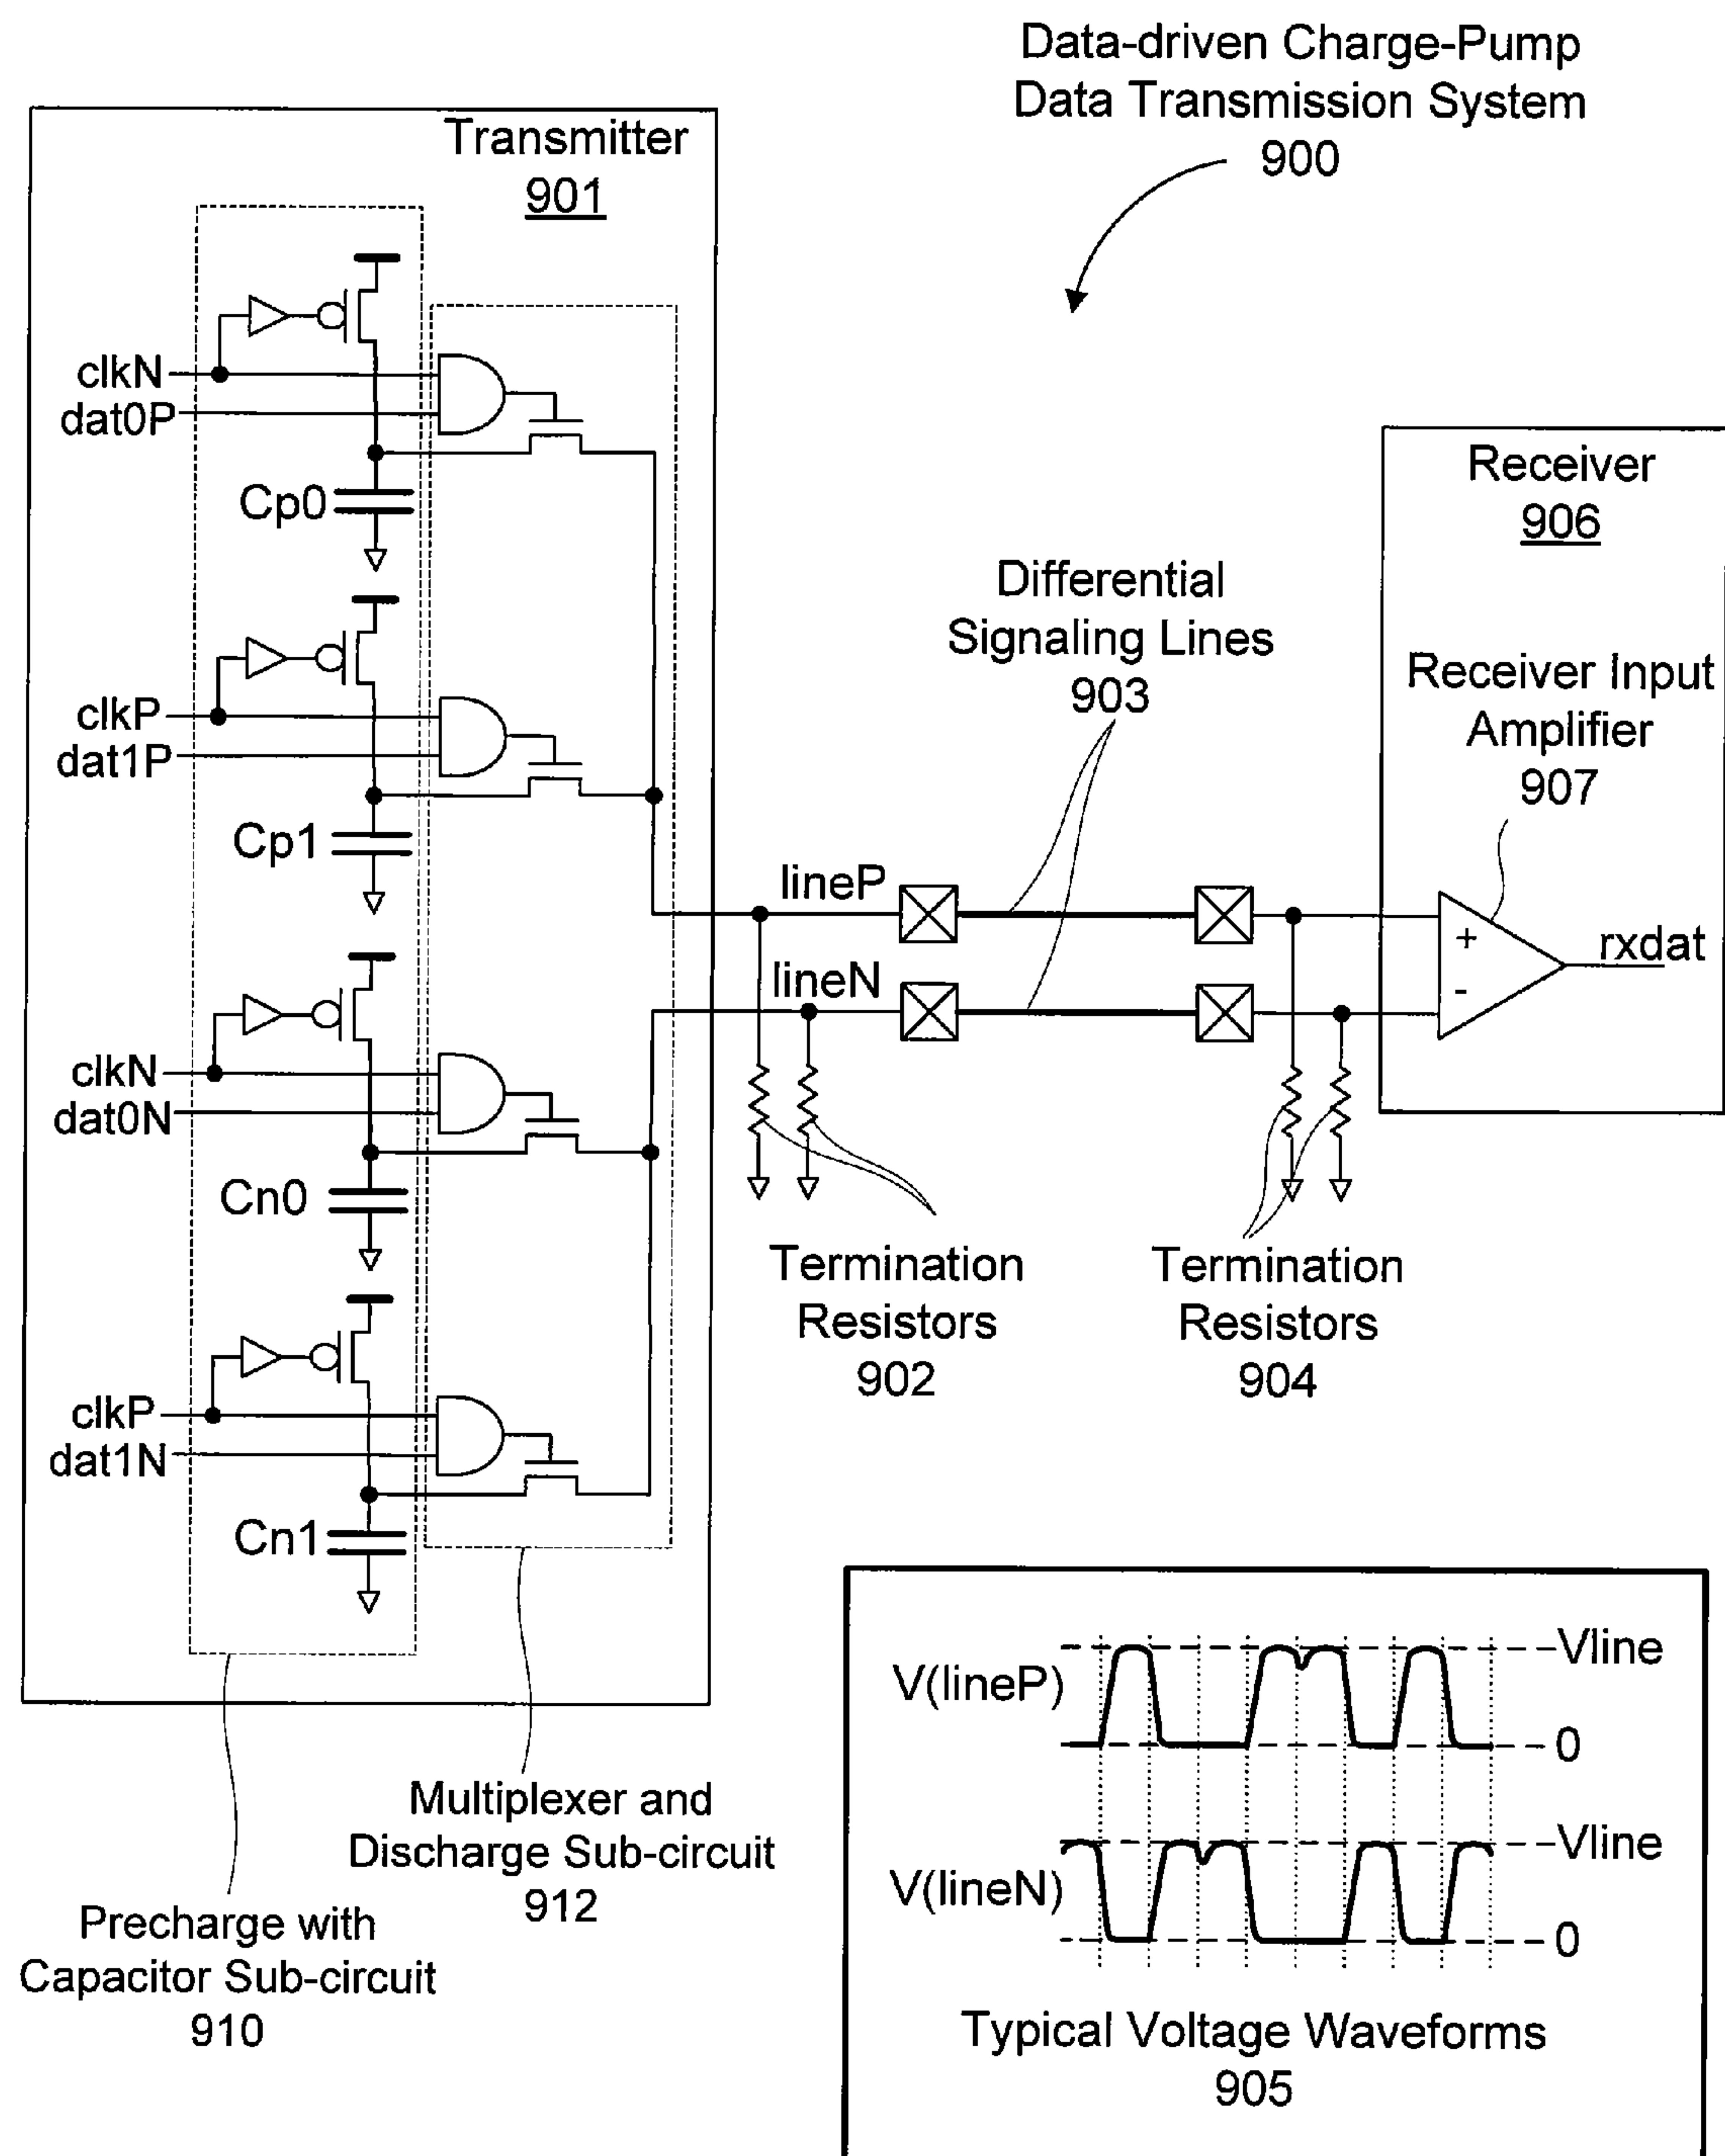 Data-driven Charge-Pump
Data Transmission System
900
Transmitter
901
clkN
dat0P
Cp0
clkP
dat1P
Cp1
clkN
dat0N
Cn0
clkP
dat1N
Cn1
lineP
lineN
Differential
Signaling Lines
903
Receiver
906
Receiver Input
Amplifier
907
+
-
rxdat
Termination
Resistors
902
Termination
Resistors
904
Multiplexer and
Discharge Sub-circuit
912
Precharge with
Capacitor Sub-circuit
910
V(lineP)
Vline
0
V(lineN)
Vline
0
Typical Voltage Waveforms
905